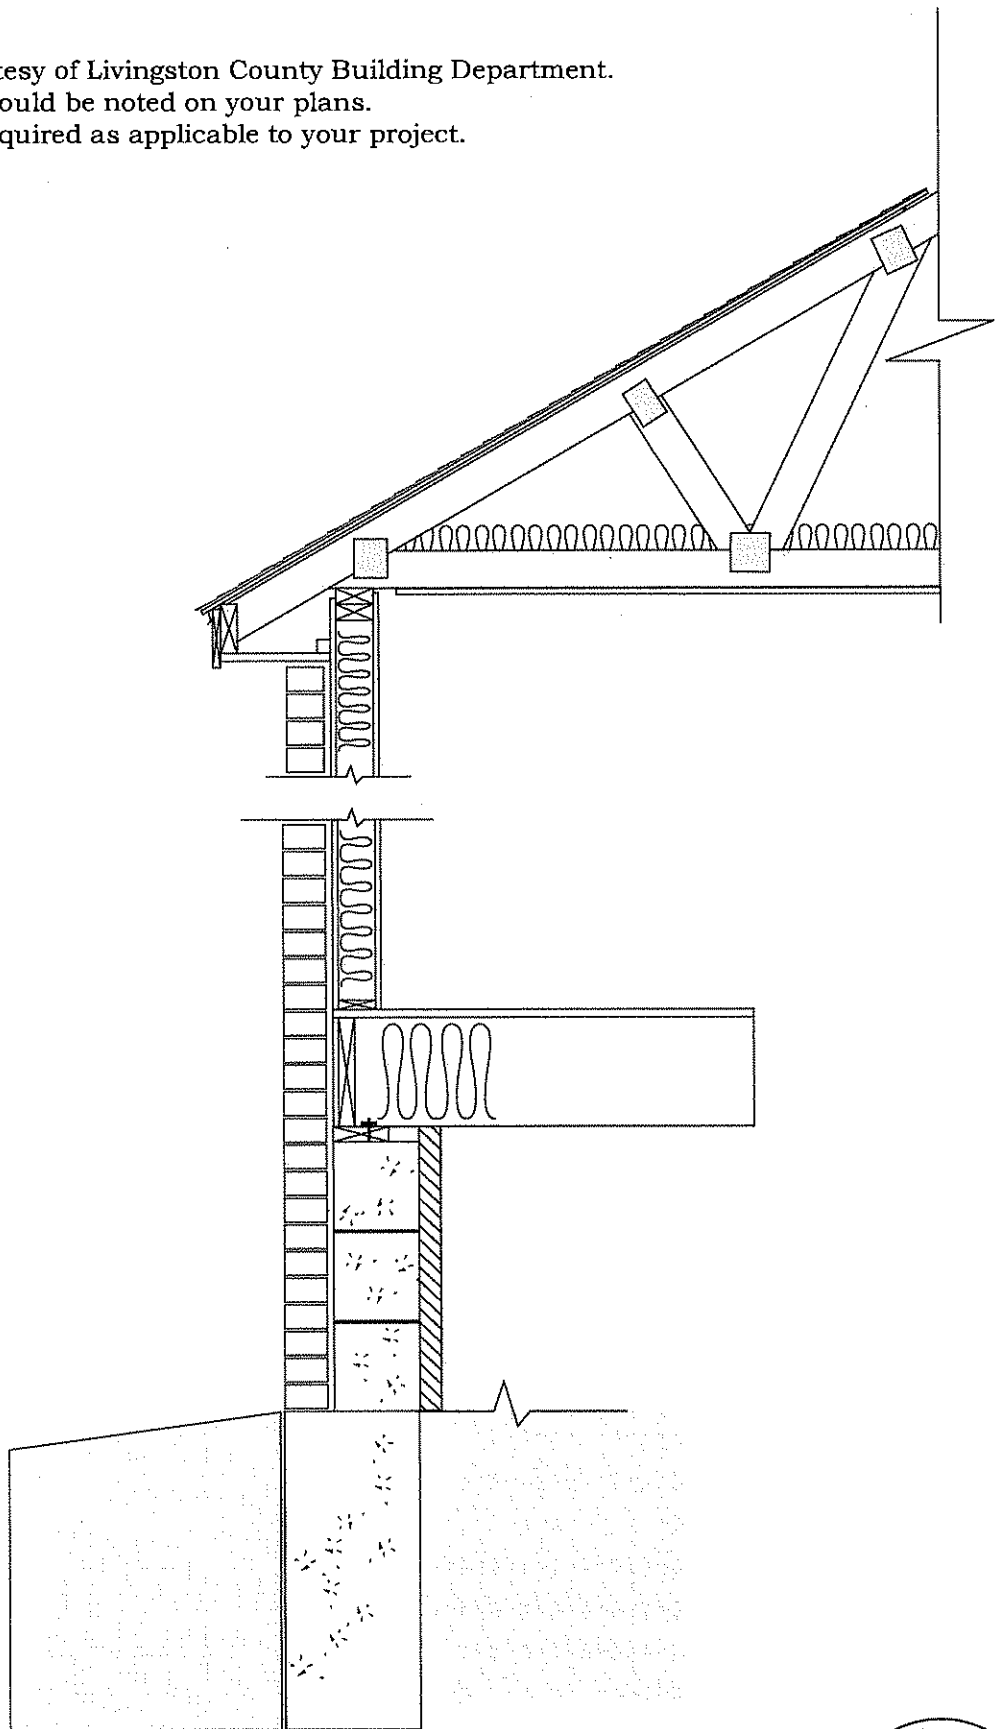 tesy of Livingston County Building Department.
ould be noted on your plans.
quired as applicable to your project.